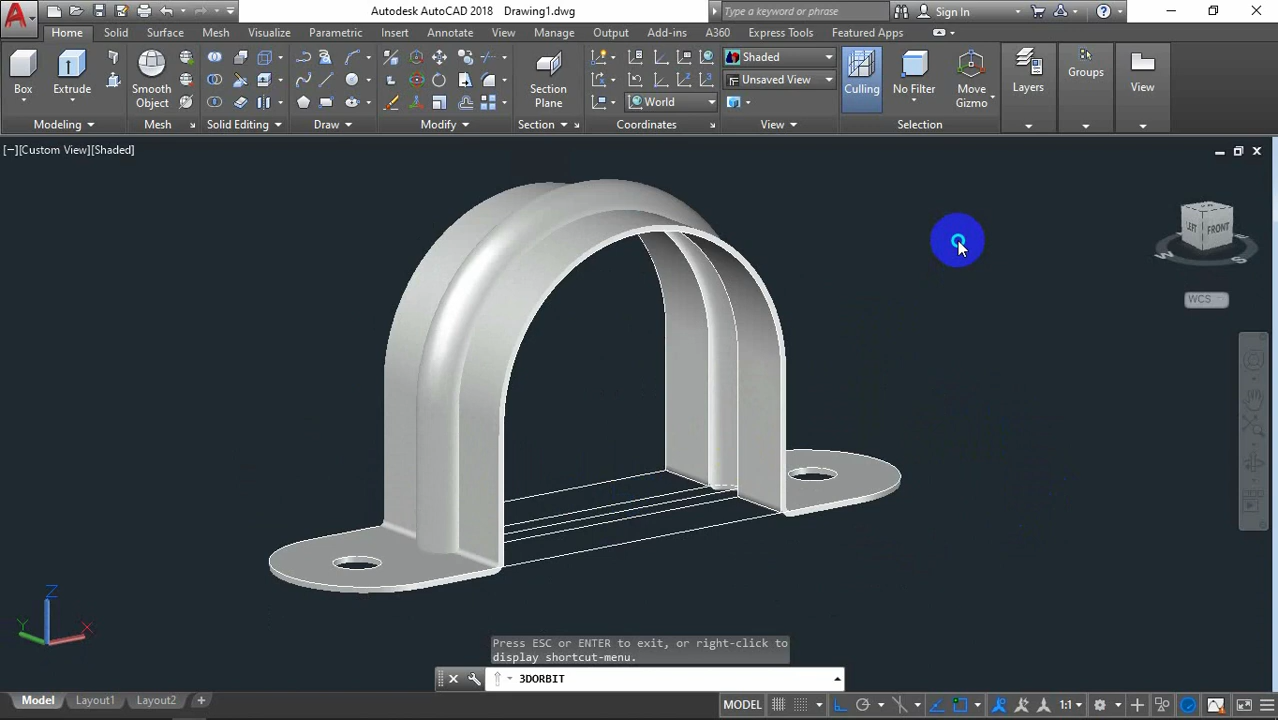 Autodesk AutoCAD 2018 Drawing1.dwg
Type a keyword or phrase
Sign In
Home Solid Surface Mesh Visualize Parametric Insert Annotate View Manage Output Add-ins A360 Express Tools Featured Apps
Box
Extrude
Smooth
Object
Section
Plane
Shaded
Unsaved View
World
Culling
No Filter
Move
Gizmo
Layers
Groups
View
Modeling
Mesh
Solid Editing
Draw
Modify
Section
Coordinates
View
Selection
[−][Custom View][Shaded]
LEFT FRONT
W S
WCS
Z
Y X
Press ESC or ENTER to exit, or right-click to
display shortcut-menu.
3DORBIT
Model Layout1 Layout2 +
MODEL 1:1